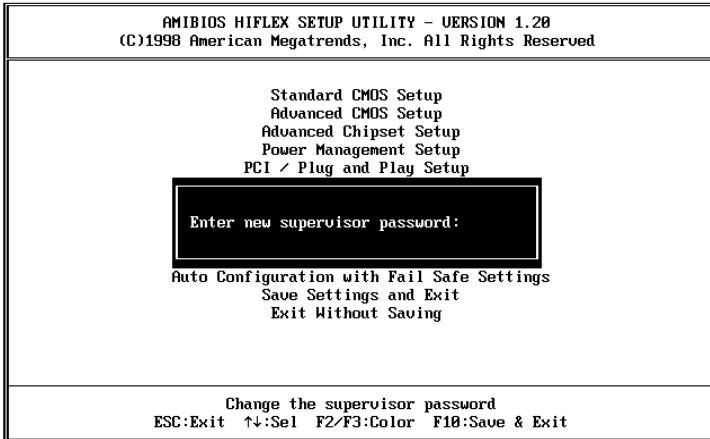 AMIBIOS HIFLEX SETUP UTILITY - VERSION 1.20
(C)1998 American Megatrends, Inc. All Rights Reserved
Standard CMOS Setup
Advanced CMOS Setup
Advanced Chipset Setup
Power Management Setup
PCI / Plug and Play Setup
Enter new supervisor password:
Auto Configuration with Fail Safe Settings
Save Settings and Exit
Exit Without Saving
Change the supervisor password
ESC:Exit ↑↓:Sel F2/F3:Color F10:Save & Exit